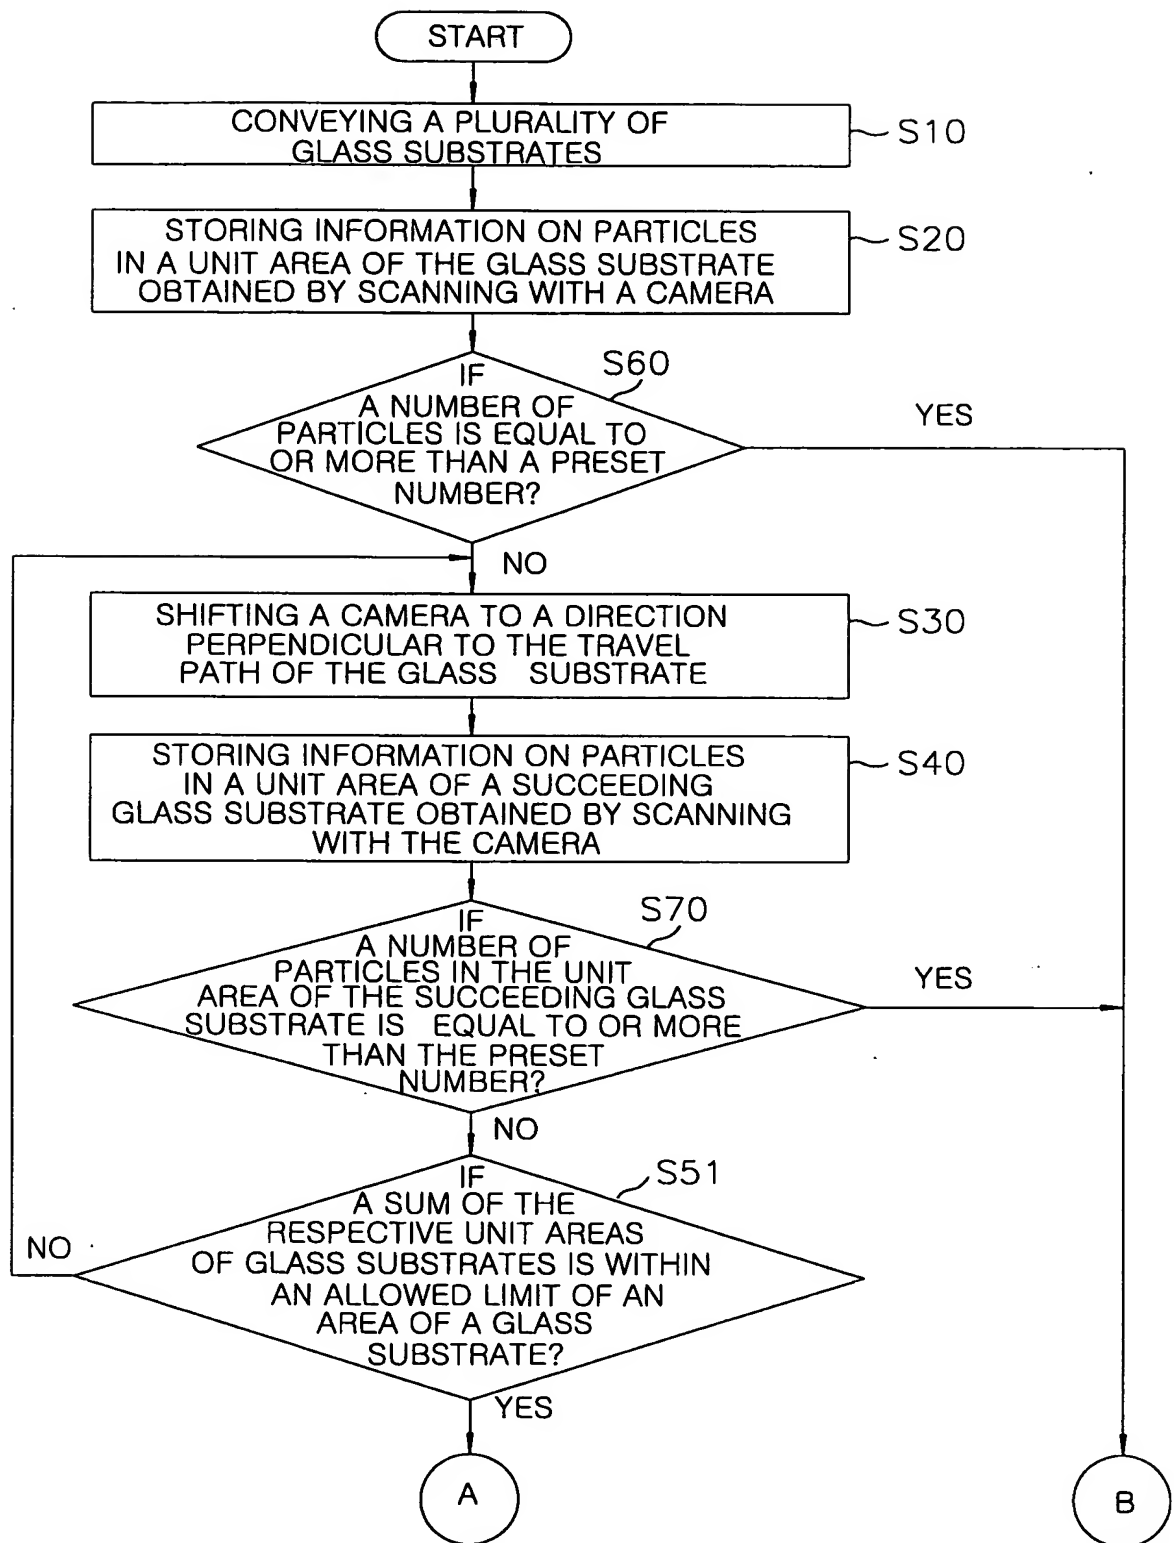 START
CONVEYING A PLURALITY OF
GLASS SUBSTRATES
S10
STORING INFORMATION ON PARTICLES
IN A UNIT AREA OF THE GLASS SUBSTRATE
OBTAINED BY SCANNING WITH A CAMERA
S20
S60
IF
A NUMBER OF
PARTICLES IS EQUAL TO
OR MORE THAN A PRESET
NUMBER?
YES
NO
SHIFTING A CAMERA TO A DIRECTION
PERPENDICULAR TO THE TRAVEL
PATH OF THE GLASS SUBSTRATE
S30
STORING INFORMATION ON PARTICLES
IN A UNIT AREA OF A SUCCEEDING
GLASS SUBSTRATE OBTAINED BY SCANNING
WITH THE CAMERA
S40
S70
IF
A NUMBER OF
PARTICLES IN THE UNIT
AREA OF THE SUCCEEDING GLASS
SUBSTRATE IS EQUAL TO OR MORE
THAN THE PRESET
NUMBER?
YES
NO
S51
IF
A SUM OF THE
RESPECTIVE UNIT AREAS
OF GLASS SUBSTRATES IS WITHIN
AN ALLOWED LIMIT OF AN
AREA OF A GLASS
SUBSTRATE?
NO
YES
A
B